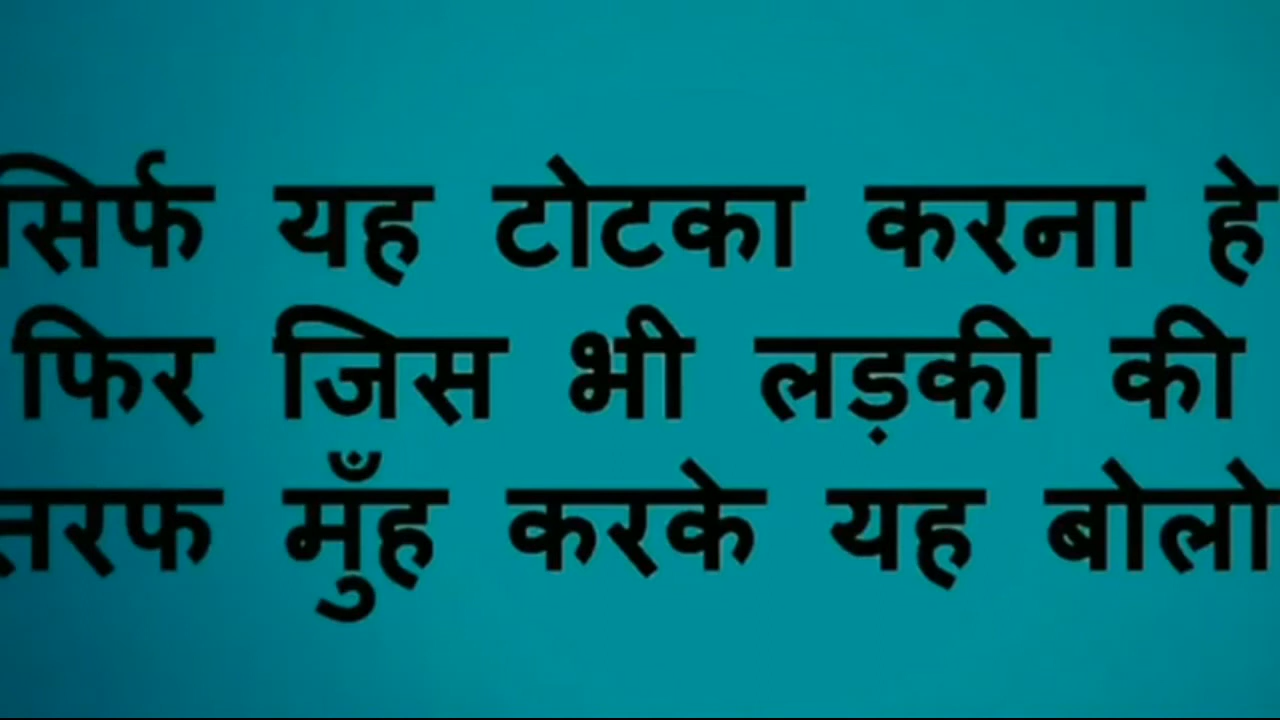 सिर्फ यह टोटका करना हे
फिर जिस भी लड़की की
तरफ मुँह करके यह बोलो